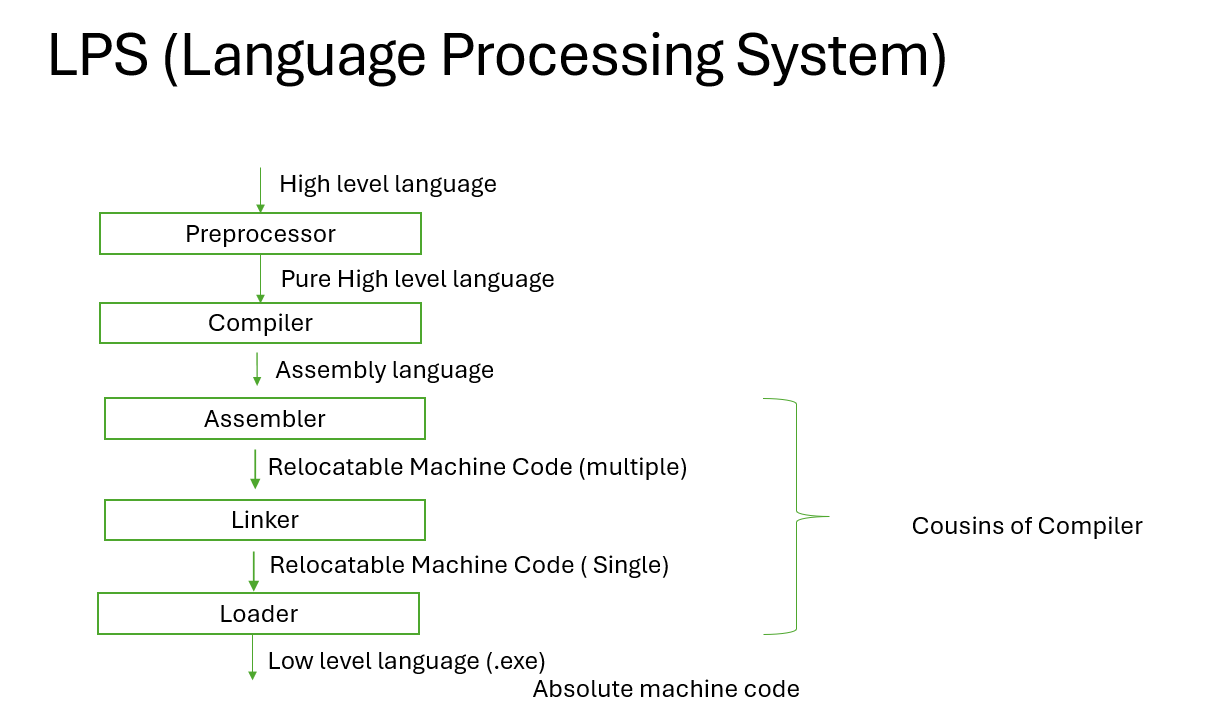 LPS (Language Processing System)
High level language
Preprocessor
Pure High level language
Compiler
Assembly language
Assembler
Relocatable Machine Code (multiple)
Linker
Cousins of Compiler
Relocatable Machine Code ( Single)
Loader
Low level language (.exe)
Absolute machine code